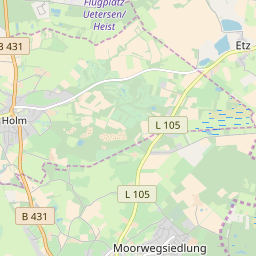 Flugplatz
Uetersen/
Heist
B 431
Etz
Holm
L 105
L 105
B 431
Moorwegsiedlung